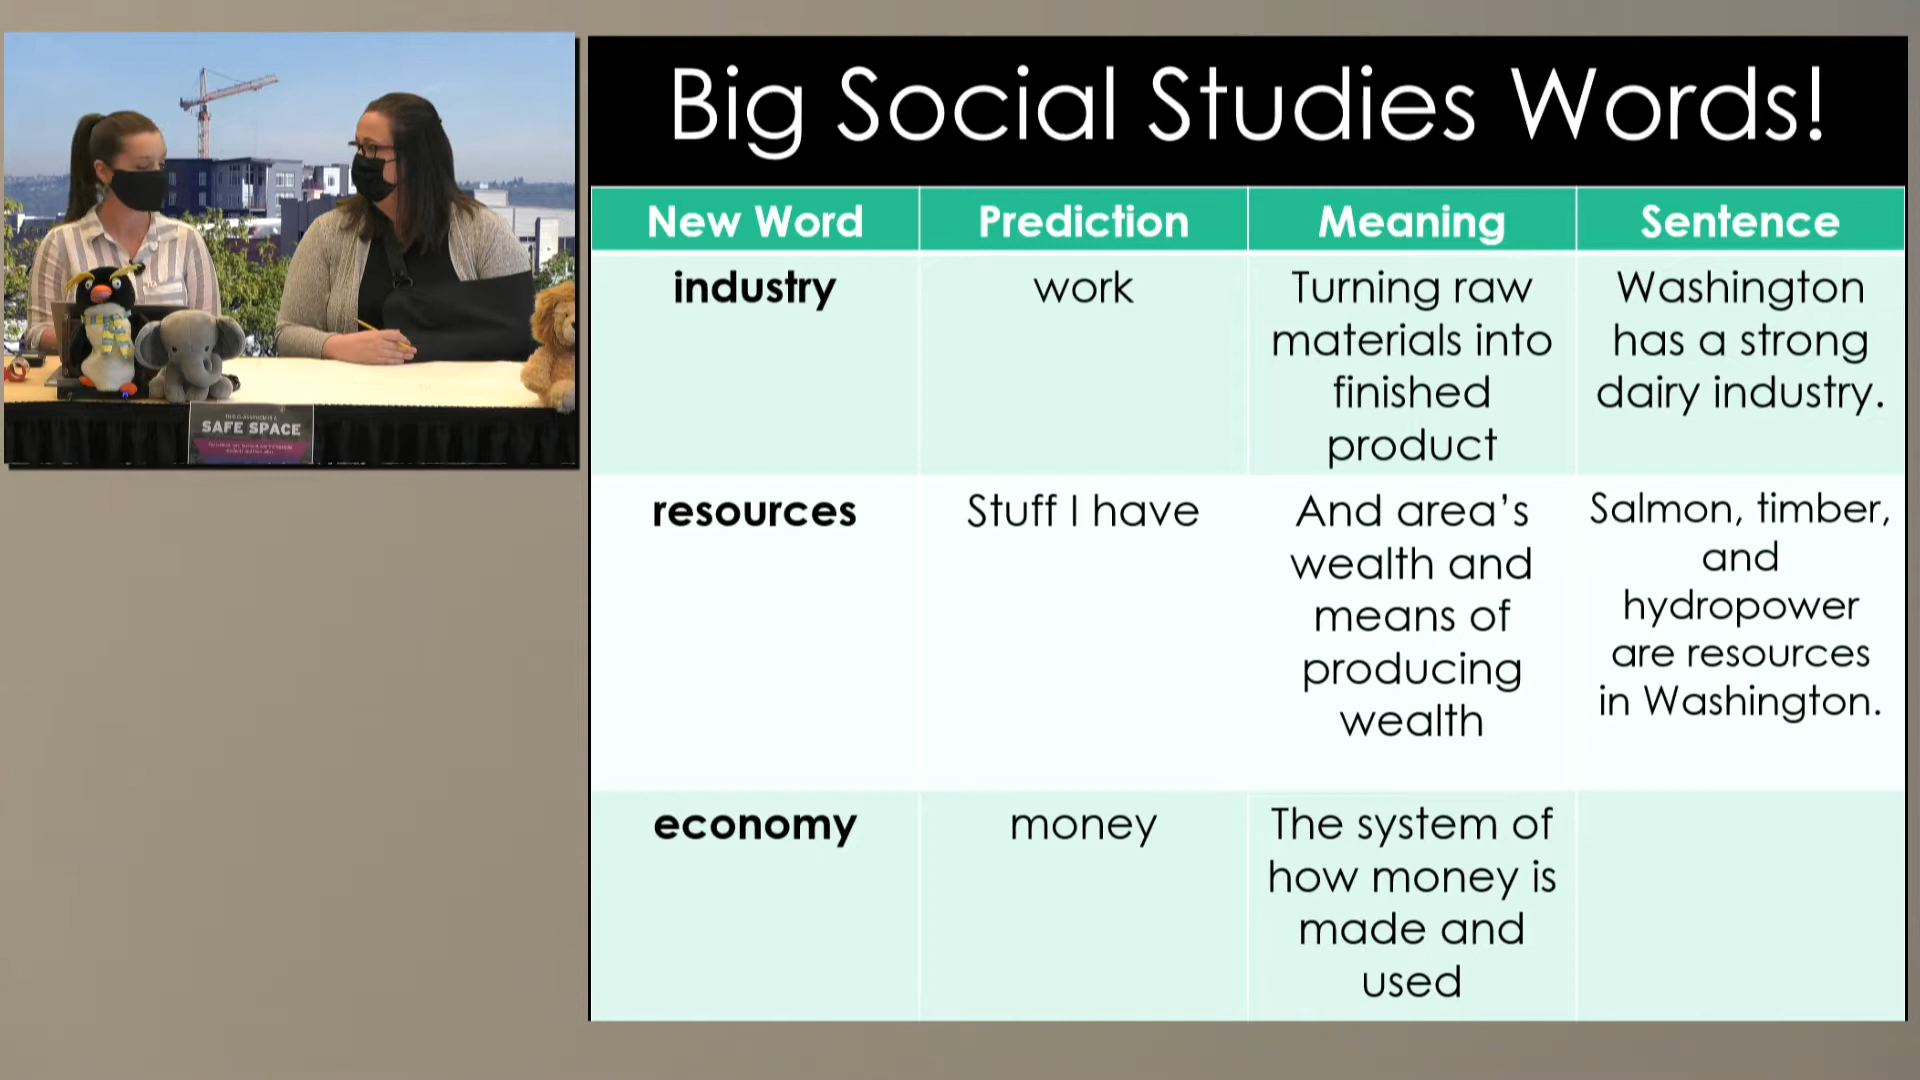 Big Social Studies Words!
New Word
Prediction
Meaning
Sentence
industry
work
Turning raw
materials into
finished
product
Washington
has a strong
dairy industry.
resources
Stuff I have
And area's
wealth and
means of
producing
wealth
Salmon, timber,
and
hydropower
are resources
in Washington.
economy
money
The system of
how money is
made and
used
SAFE SPACE